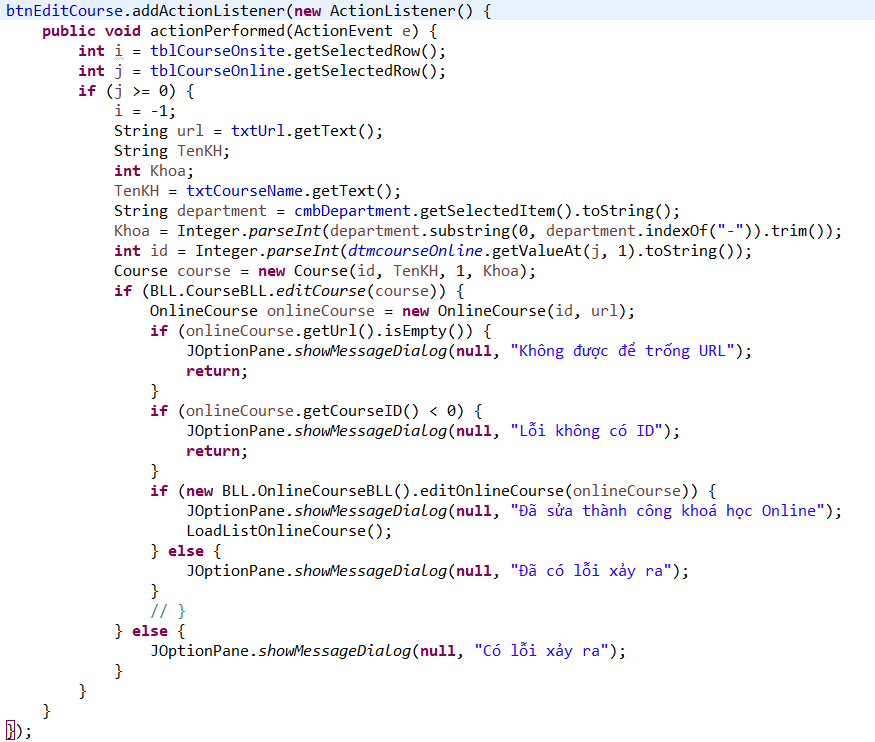 btnEditCourse.addActionListener(new ActionListener() {
    public void actionPerformed(ActionEvent e) {
        int i = tblCourseOnsite.getSelectedRow();
        int j = tblCourseOnline.getSelectedRow();
        if (j >= 0) {
            i = -1;
            String url = txtUrl.getText();
            String TenKH;
            int Khoa;
            TenKH = txtCourseName.getText();
            String department = cmbDepartment.getSelectedItem().toString();
            Khoa = Integer.parseInt(department.substring(0, department.indexOf("-")).trim());
            int id = Integer.parseInt(dtmcourseOnline.getValueAt(j, 1).toString());
            Course course = new Course(id, TenKH, 1, Khoa);
            if (BLL.CourseBLL.editCourse(course)) {
                OnlineCourse onlineCourse = new OnlineCourse(id, url);
                if (onlineCourse.getUrl().isEmpty()) {
                    JOptionPane.showMessageDialog(null, "Không được để trống URL");
                    return;
                }
                if (onlineCourse.getCourseID() < 0) {
                    JOptionPane.showMessageDialog(null, "Lỗi không có ID");
                    return;
                }
                if (new BLL.OnlineCourseBLL().editOnlineCourse(onlineCourse)) {
                    JOptionPane.showMessageDialog(null, "Đã sửa thành công khoá học Online");
                    LoadListOnlineCourse();
                } else {
                    JOptionPane.showMessageDialog(null, "Đã có lỗi xảy ra");
                }
                // }
            } else {
                JOptionPane.showMessageDialog(null, "Có lỗi xảy ra");
            }
        }
    }
});